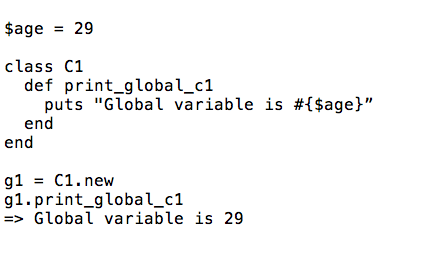 $age = 29
class C1
def print_global_c1
puts "Global variable is #{$age}”
end
end
g1 = C1.new
g1.print_global_c1
=> Global variable is 29